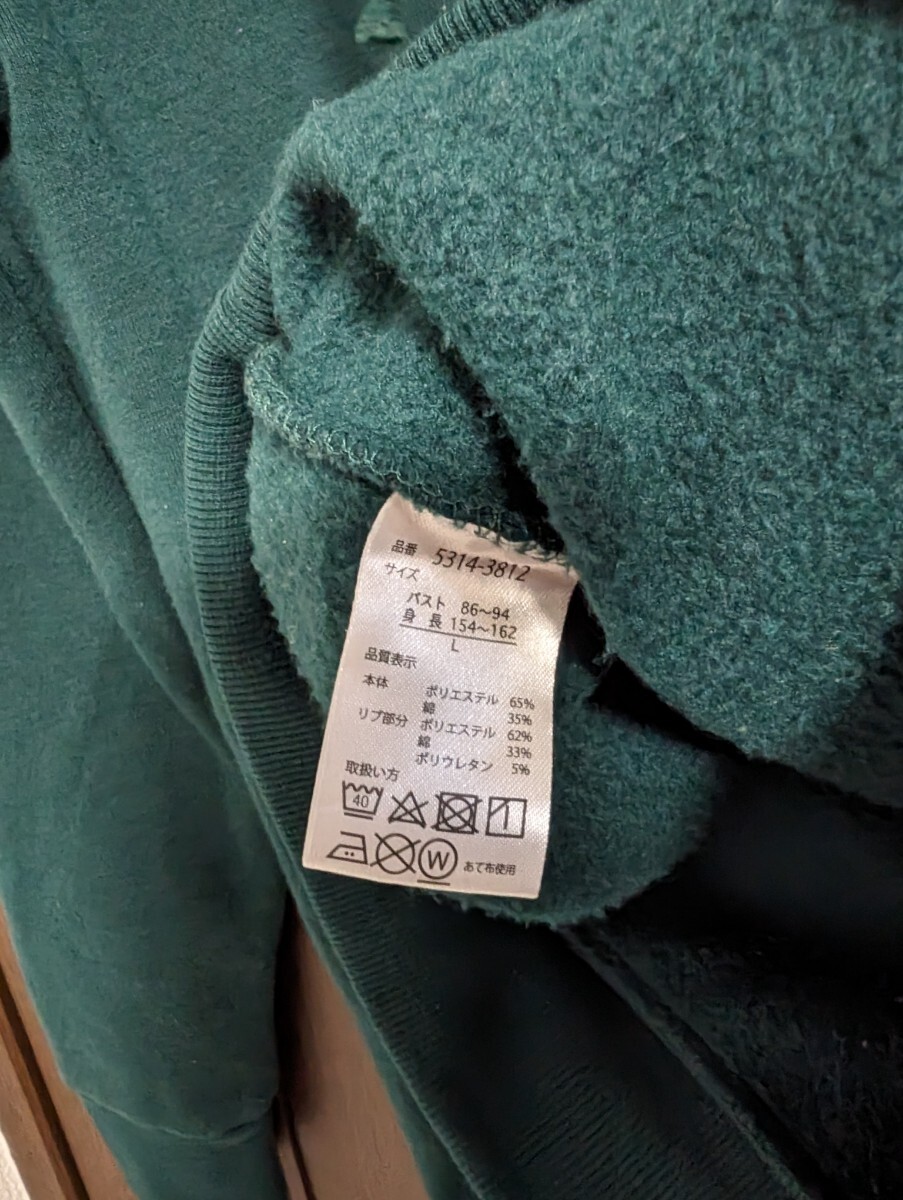 品番 5314-3812
サイズ
バスト 86~94
身長 154~162
L
品質表示
本体 ポリエステル 65%
綿 35%
リブ部分 ポリエステル 62%
綿 33%
ポリウレタン 5%
取扱い方
40
W あて布使用